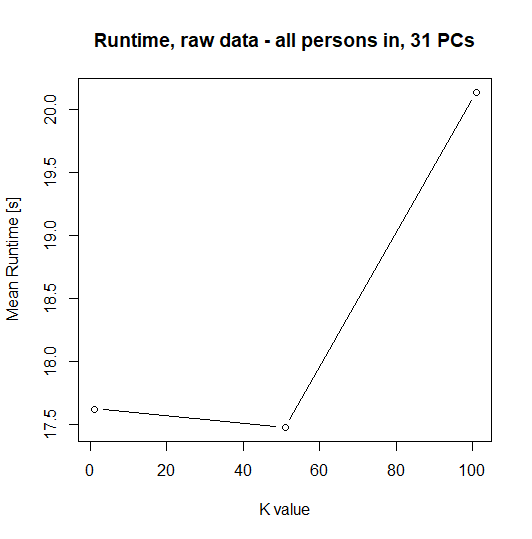 Runtime, raw data - all persons in, 31 PCs
Mean Runtime [s]
20.0
19.5
19.0
18.5
18.0
17.5
0 20 40 60 80 100
K value